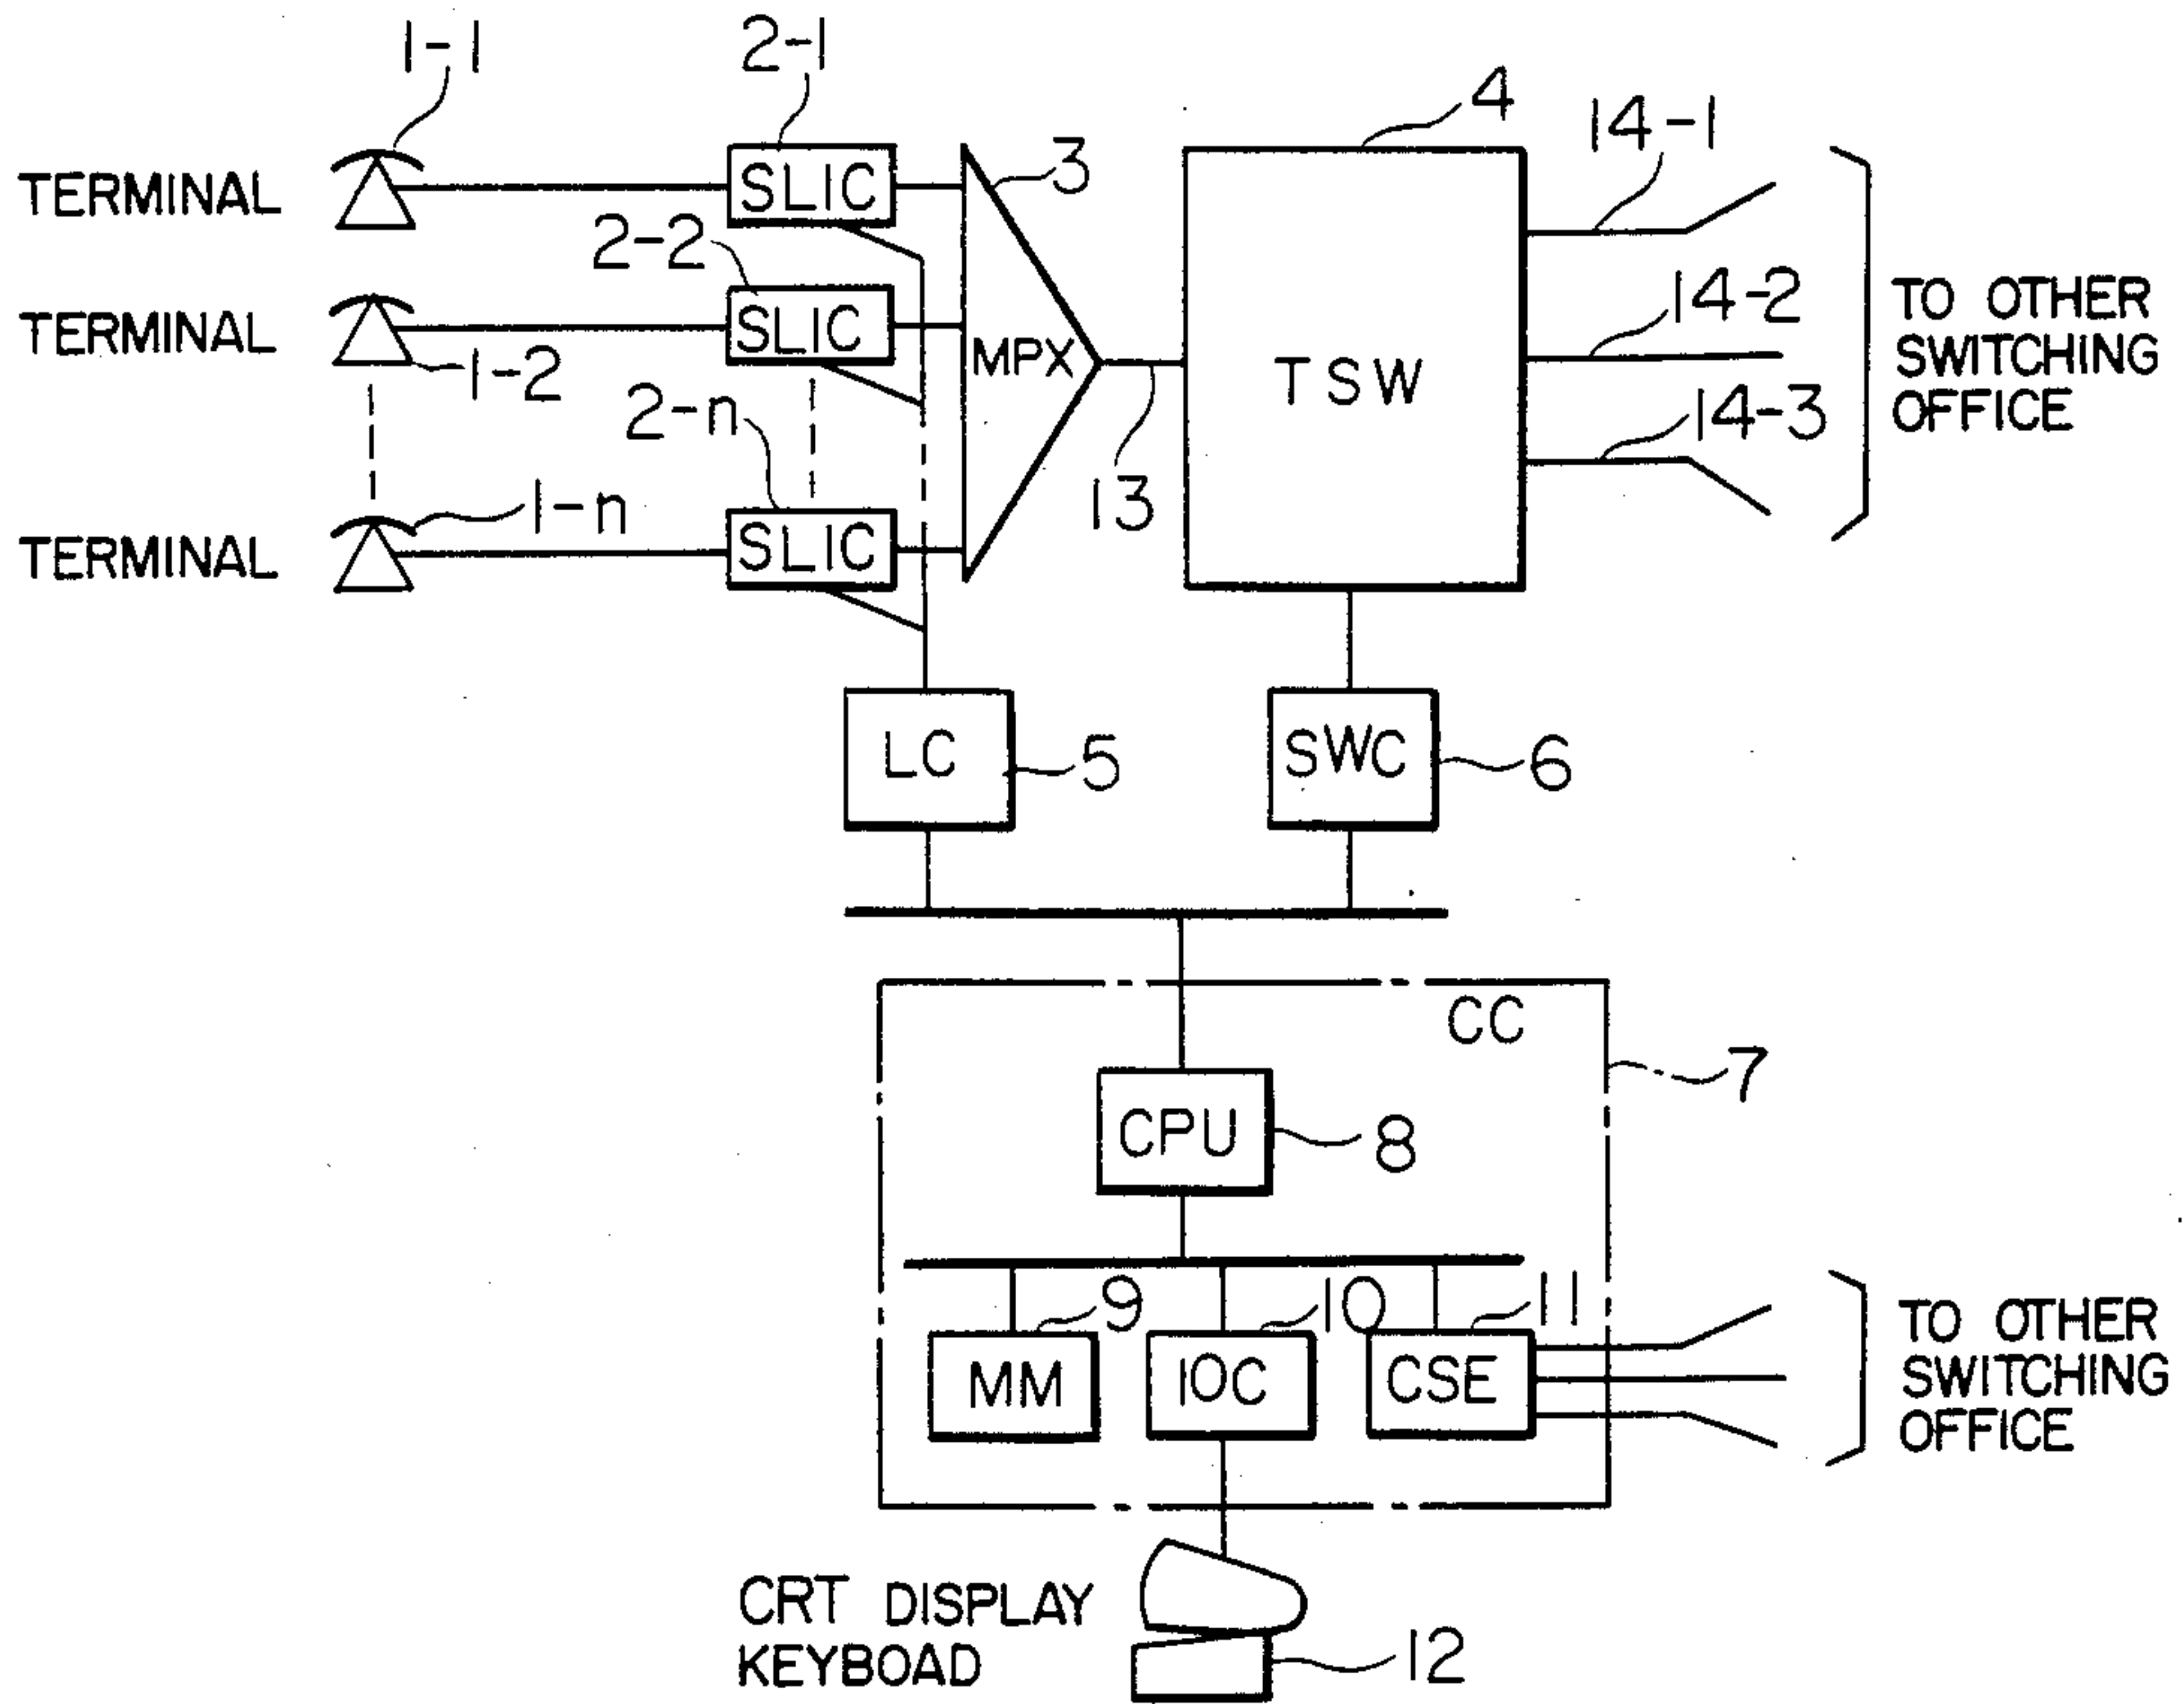 1-1
2-1
4
14-1
3
TERMINAL
SLIC
2-2
14-2
TO OTHER
SWITCHING
OFFICE
TERMINAL
SLIC
MPX
TSW
1-2
2-n
14-3
13
1-n
TERMINAL
SLIC
LC
5
SWC
6
CC
7
CPU
8
9
10
11
MM
IOC
CSE
TO OTHER
SWITCHING
OFFICE
CRT DISPLAY
KEYBOAD
12